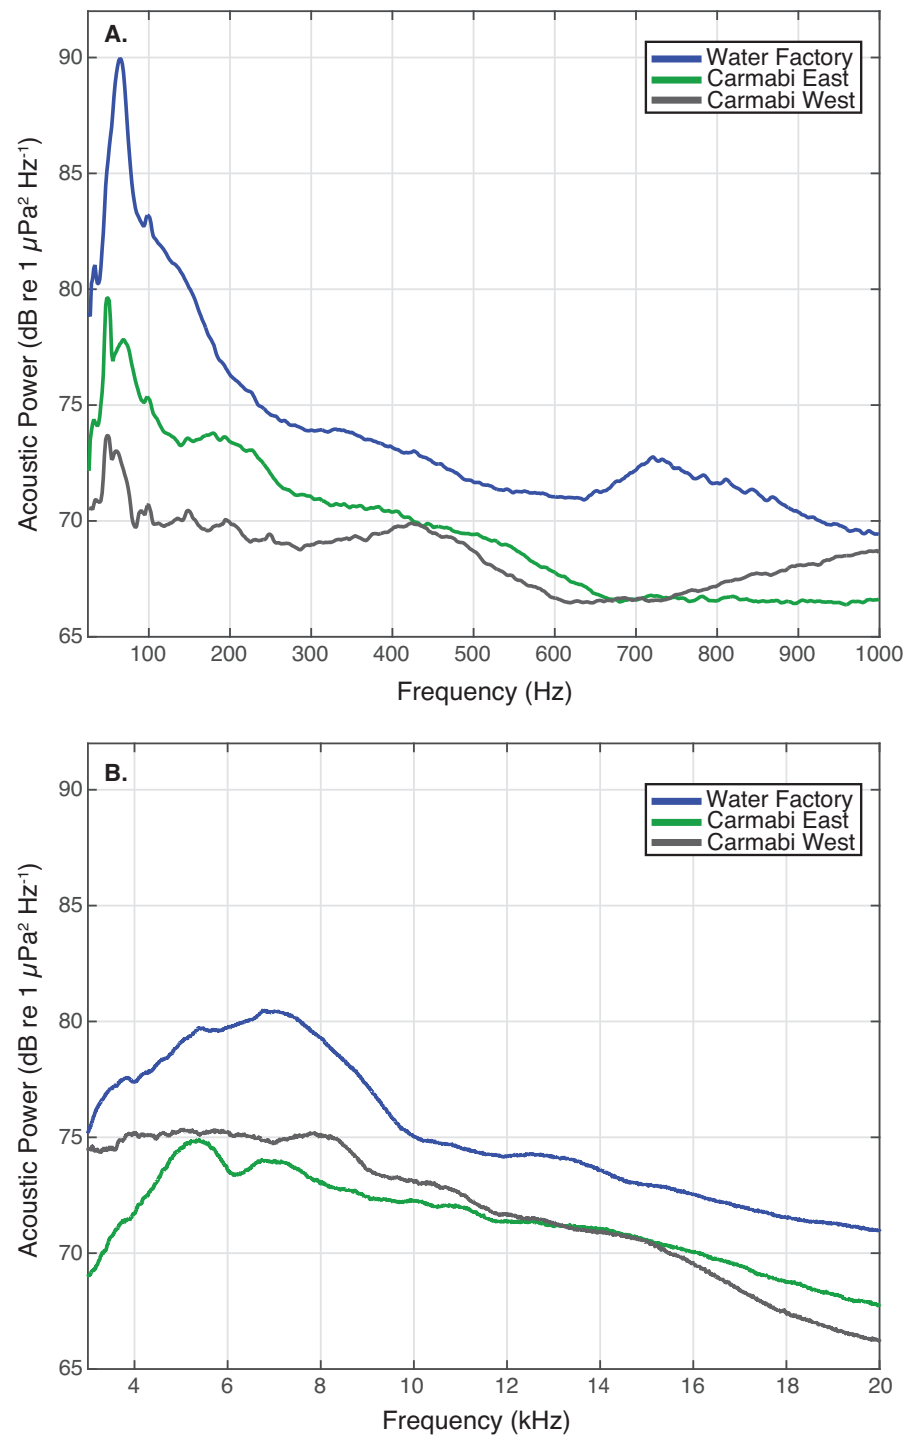 A.
Water Factory
Carmabi East
Carmabi West
90
85
80
75
70
65
Acoustic Power (dB re 1 µPa² Hz⁻¹)
100 200 300 400 500 600 700 800 900 1000
Frequency (Hz)
B.
Water Factory
Carmabi East
Carmabi West
90
85
80
75
70
65
Acoustic Power (dB re 1 µPa² Hz⁻¹)
4 6 8 10 12 14 16 18 20
Frequency (kHz)